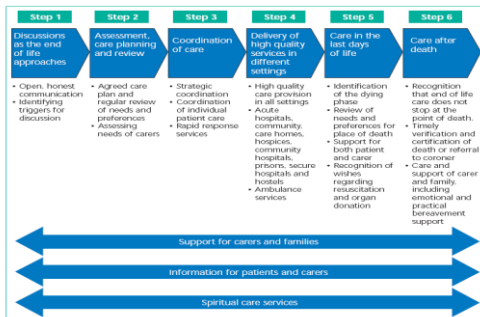 Step 1
Discussions
as the end
of life
approaches
• Open, honest
communication
• Identifying
triggers for
discussion
Step 2
Assessment,
care planning
and review
• Agreed care
plan and
regular review
of needs and
preferences
• Assessing
needs of carers
Step 3
Coordination
of care
• Strategic
coordination
• Coordination
of individual
patient care
• Rapid response
services
Step 4
Delivery of
high quality
services in
different
settings
• High quality
care provision
in all settings
• Acute
hospitals,
community,
care homes,
hospices,
community
hospitals,
prisons, secure
hospitals and
hostels
• Ambulance
services
Step 5
Care in the
last days
of life
• Identification
of the dying
phase
• Review of
needs and
preferences for
place of death
• Support for
both patient
and carer
• Recognition of
wishes
regarding
resuscitation
and organ
donation
Step 6
Care after
death
• Recognition
that end of life
care does not
stop at the
point of death.
• Timely
verification and
certification of
death or referral
to coroner
• Care and
support of carer
and family,
including
emotional and
practical
bereavement
support
Support for carers and families
Information for patients and carers
Spiritual care services